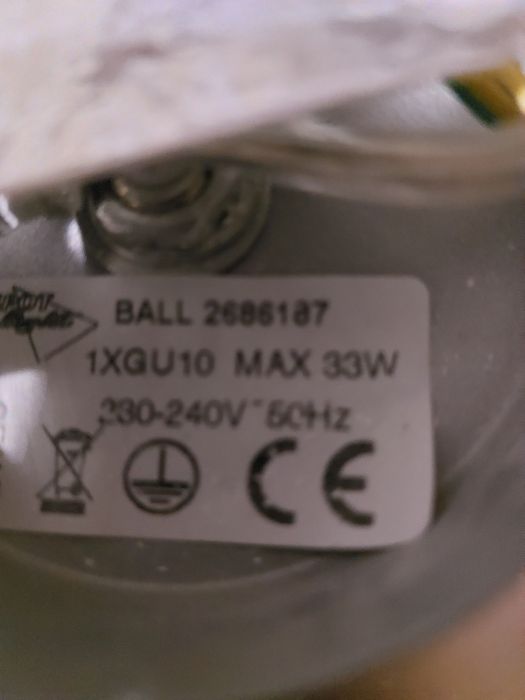 BALL 2686187
1XGU10 MAX 33W
230-240V~50Hz
CE